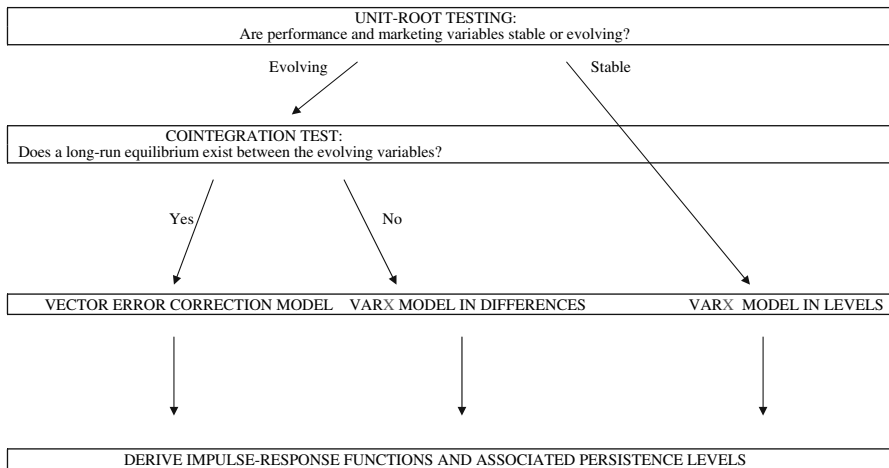 UNIT-ROOT TESTING:
Are performance and marketing variables stable or evolving?
Evolving
Stable
COINTEGRATION TEST:
Does a long-run equilibrium exist between the evolving variables?
Yes
No
VECTOR ERROR CORRECTION MODEL
VARX MODEL IN DIFFERENCES
VARX MODEL IN LEVELS
DERIVE IMPULSE-RESPONSE FUNCTIONS AND ASSOCIATED PERSISTENCE LEVELS